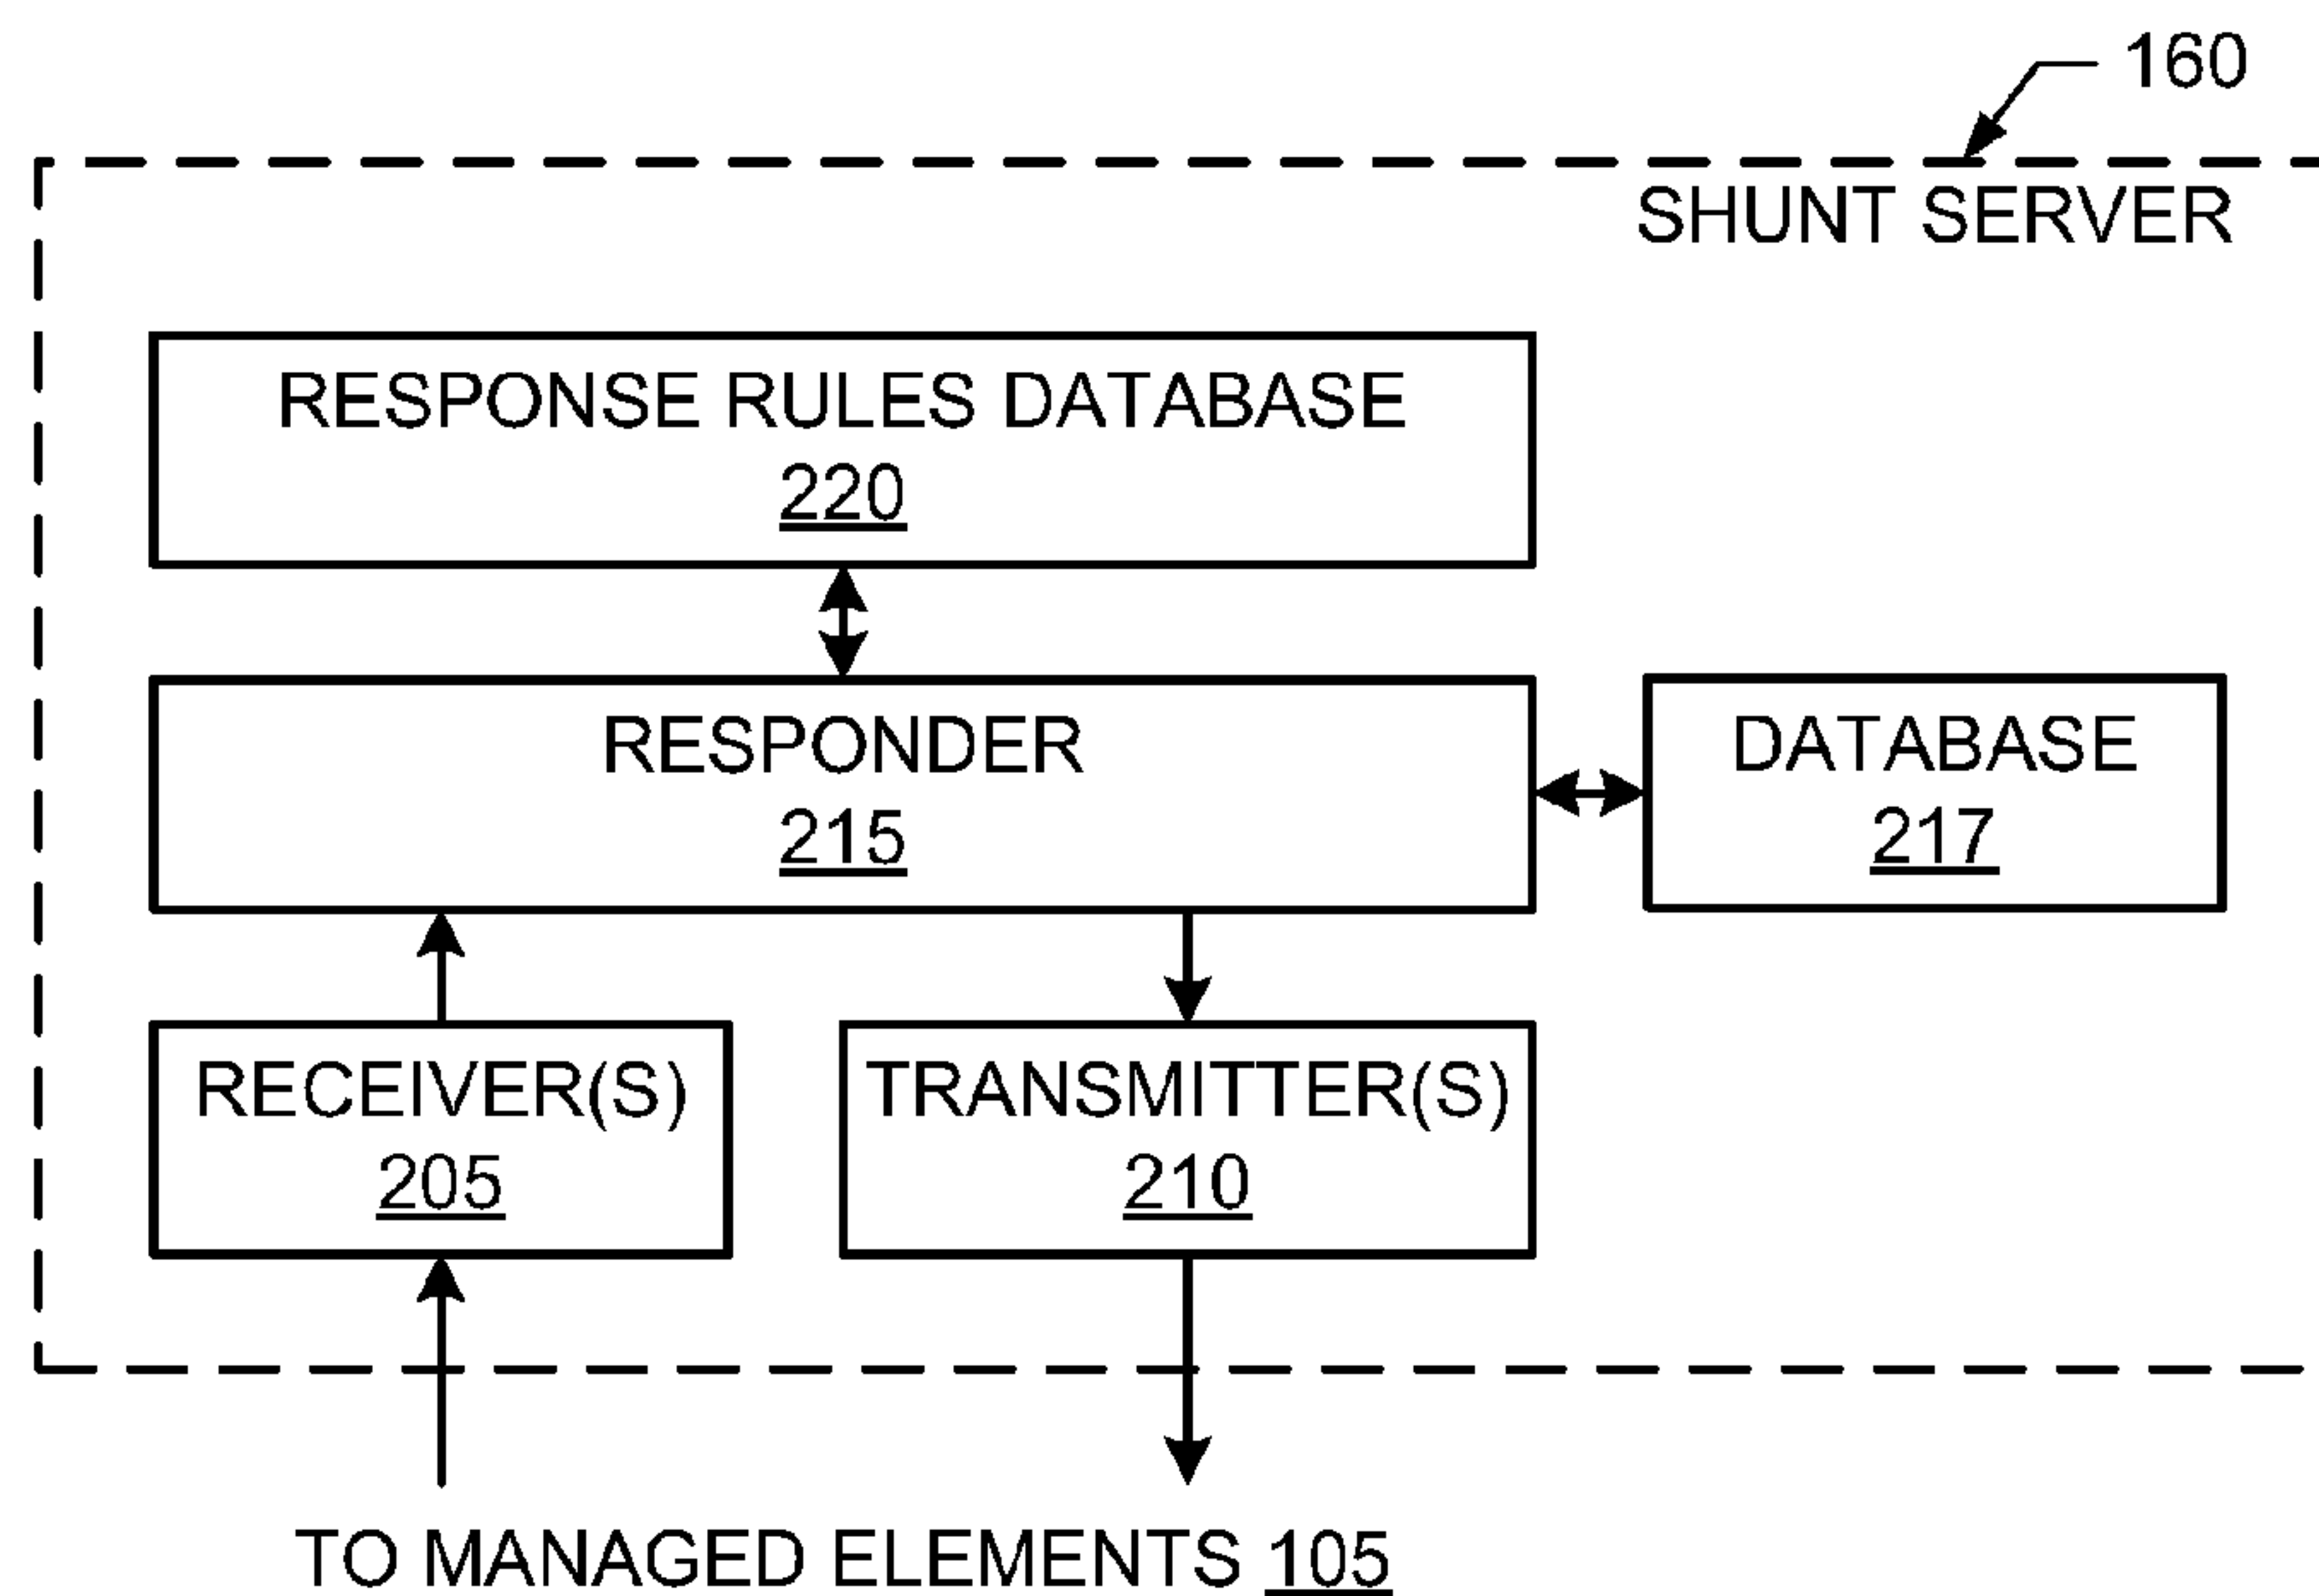 160
SHUNT SERVER
RESPONSE RULES DATABASE
220
RESPONDER
215
DATABASE
217
RECEIVER(S)
205
TRANSMITTER(S)
210
TO MANAGED ELEMENTS 105